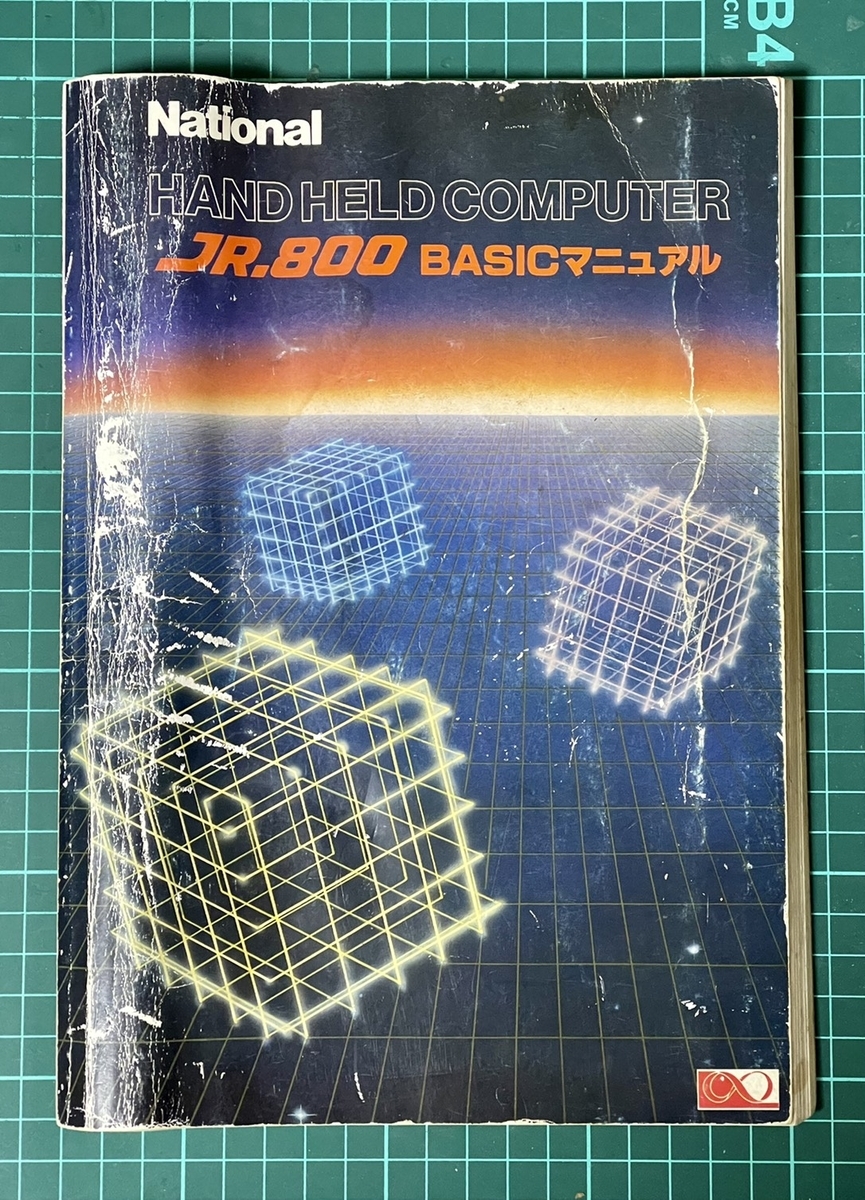 B4
CM
National
HAND HELD COMPUTER
JR.800 BASICマニュアル